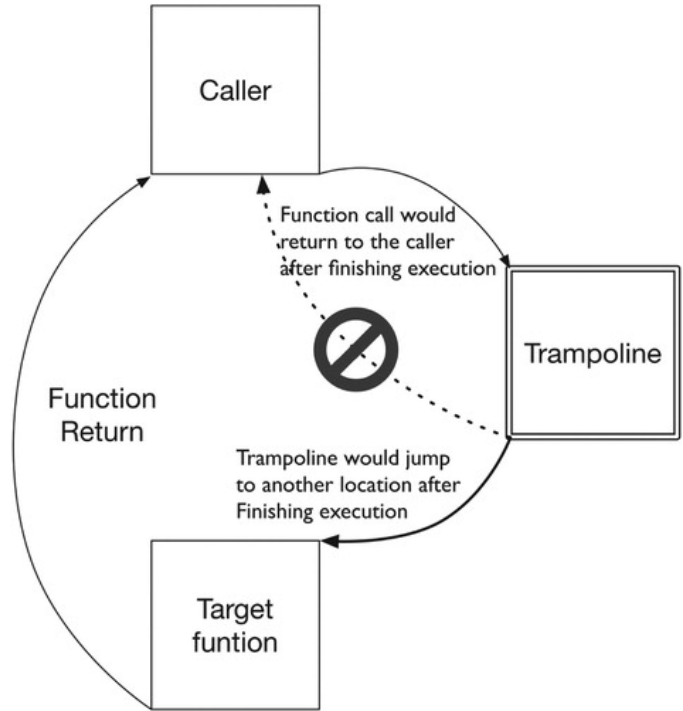 Caller
Function call would
return to the caller
after finishing execution
Trampoline
Function
Return
Trampoline would jump
to another location after
Finishing execution
Target
funtion